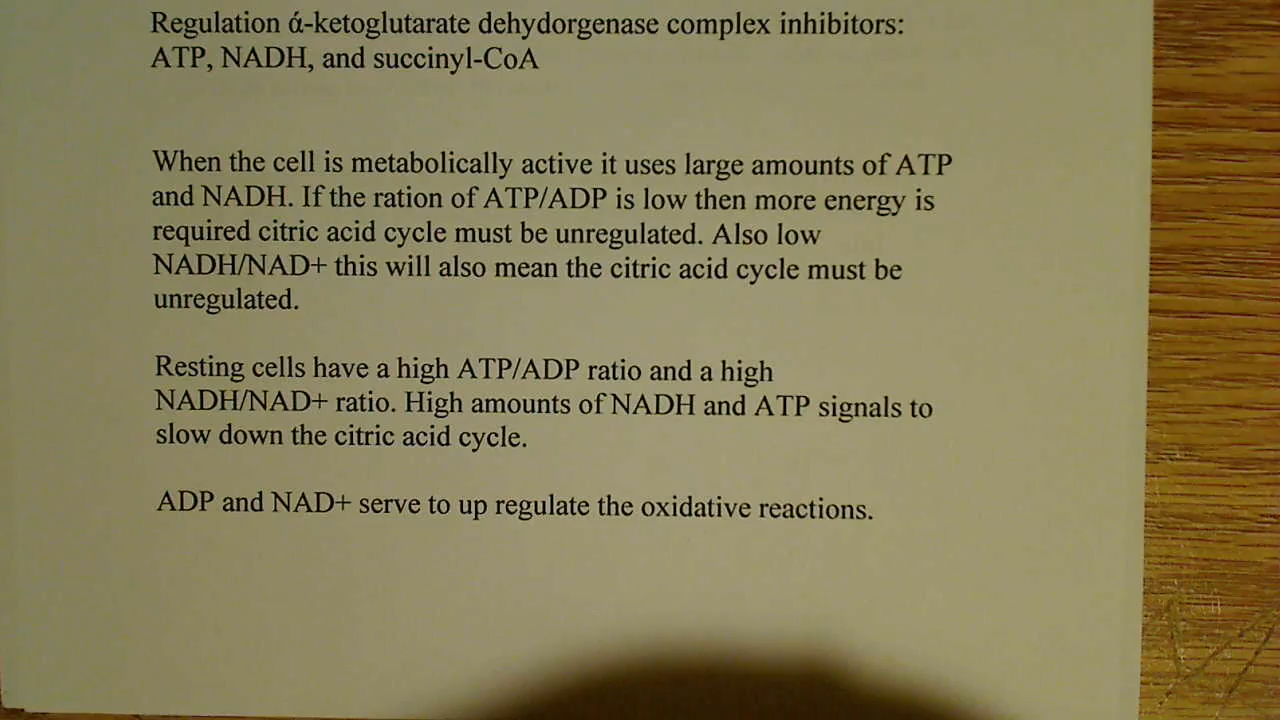 Regulation ά-ketoglutarate dehydorgenase complex inhibitors:
ATP, NADH, and succinyl-CoA
When the cell is metabolically active it uses large amounts of ATP
and NADH. If the ration of ATP/ADP is low then more energy is
required citric acid cycle must be unregulated. Also low
NADH/NAD+ this will also mean the citric acid cycle must be
unregulated.
Resting cells have a high ATP/ADP ratio and a high
NADH/NAD+ ratio. High amounts of NADH and ATP signals to
slow down the citric acid cycle.
ADP and NAD+ serve to up regulate the oxidative reactions.